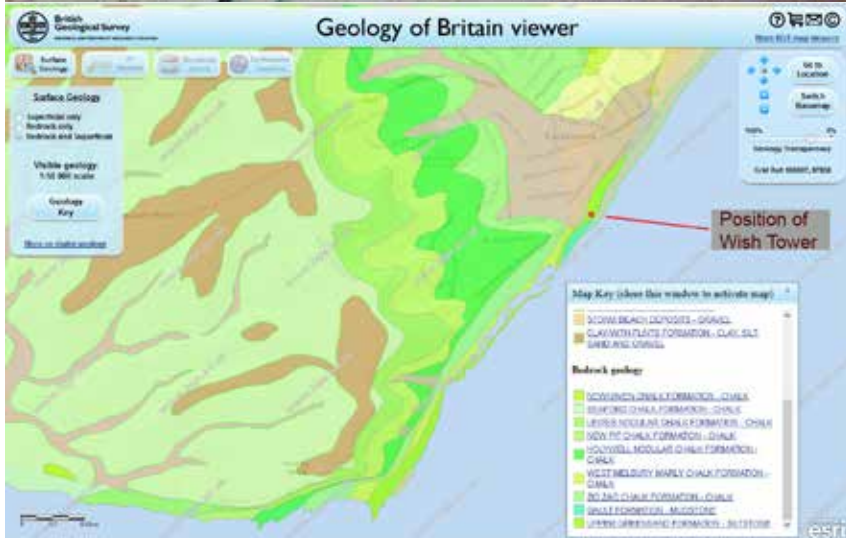 British
Geological Survey
Geology of Britain viewer
Surface
Geology
Go to
Location
Switch
Basemap
Geology Transparency
Surface Geology
Superficial only
Bedrock only
Bedrock and Superficial
Visible geology:
1:50 000 scale
Geology
Key
Position of
Wish Tower
Map Key (close this window to activate map)
STORM BEACH DEPOSITS - GRAVEL
CLAY-WITH-FLINTS FORMATION - CLAY, SILT,
SAND AND GRAVEL
Bedrock geology
NEWHAVEN CHALK FORMATION - CHALK
SEAFORD CHALK FORMATION - CHALK
LEWES NODULAR CHALK FORMATION - CHALK
NEW PIT CHALK FORMATION - CHALK
HOLYWELL NODULAR CHALK FORMATION -
CHALK
WEST MELBURY MARLY CHALK FORMATION -
CHALK
ZIG ZAG CHALK FORMATION - CHALK
GAULT FORMATION - MUDSTONE
UPPER GREENSAND FORMATION - SILTSTONE
esri